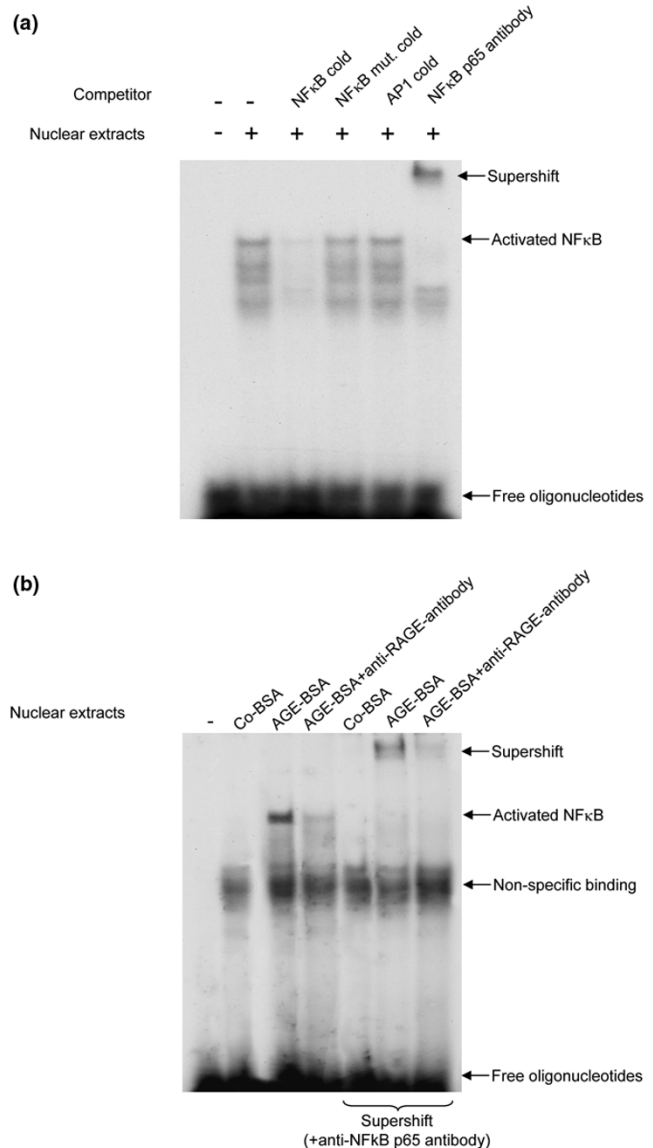 (a)
Competitor - - NFκB cold NFκB mut. cold AP1 cold NFκB p65 antibody
Nuclear extracts - + + + + +
Supershift
Activated NFκB
Free oligonucleotides
(b)
Nuclear extracts - Co-BSA AGE-BSA AGE-BSA+anti-RAGE-antibody Co-BSA AGE-BSA AGE-BSA+anti-RAGE-antibody
Supershift
Activated NFκB
Non-specific binding
Free oligonucleotides
Supershift
(+anti-NFkB p65 antibody)